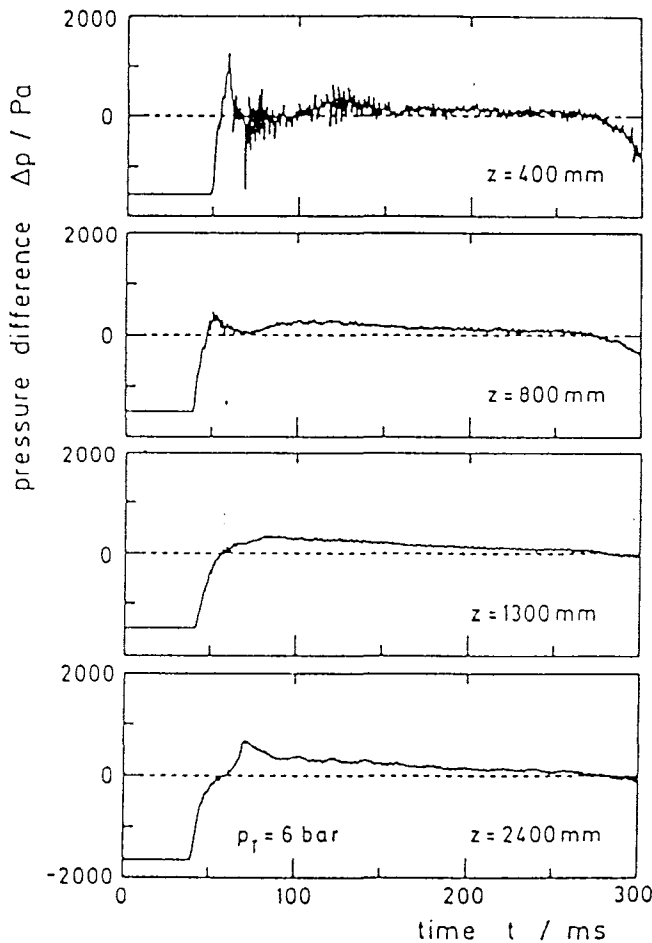 pressure difference Δp / Pa
2000
0
z = 400 mm
2000
0
z = 800 mm
2000
0
z = 1300 mm
2000
0
p_T = 6 bar
z = 2400 mm
-2000
0
100
200
300
time t / ms